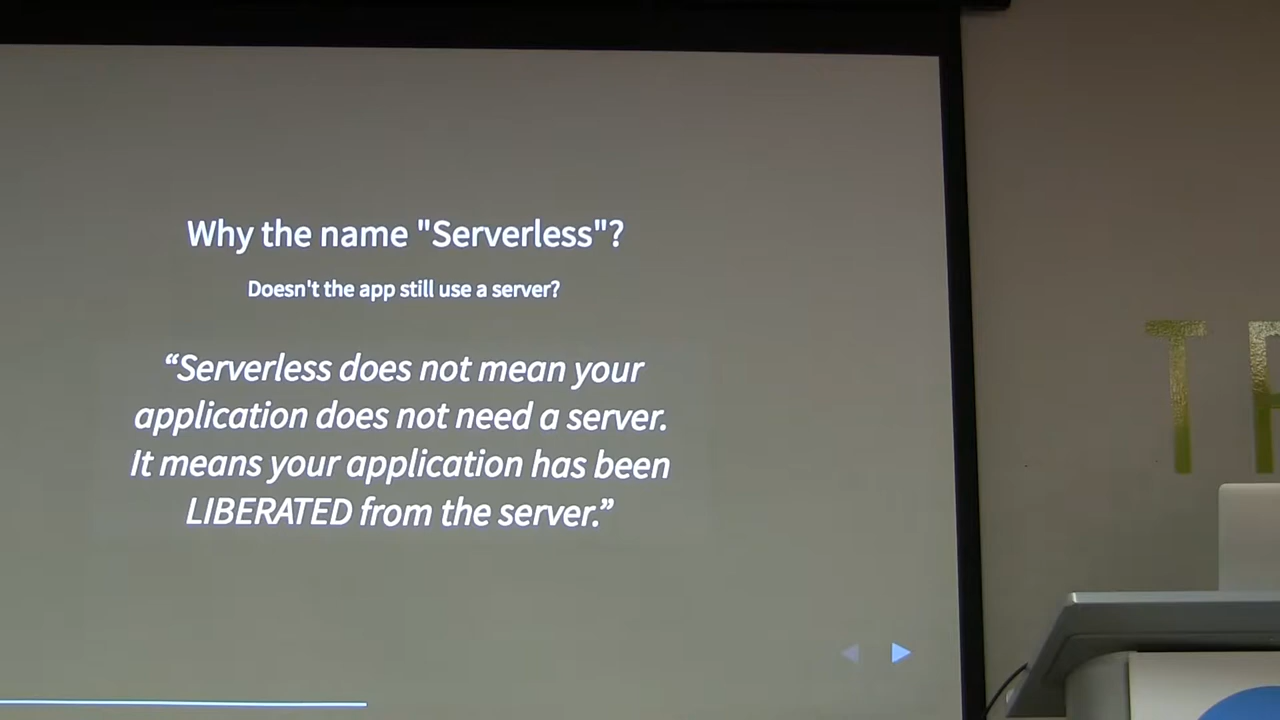 Why the name "Serverless"?
Doesn't the app still use a server?
“Serverless does not mean your
application does not need a server.
It means your application has been
LIBERATED from the server.”
T